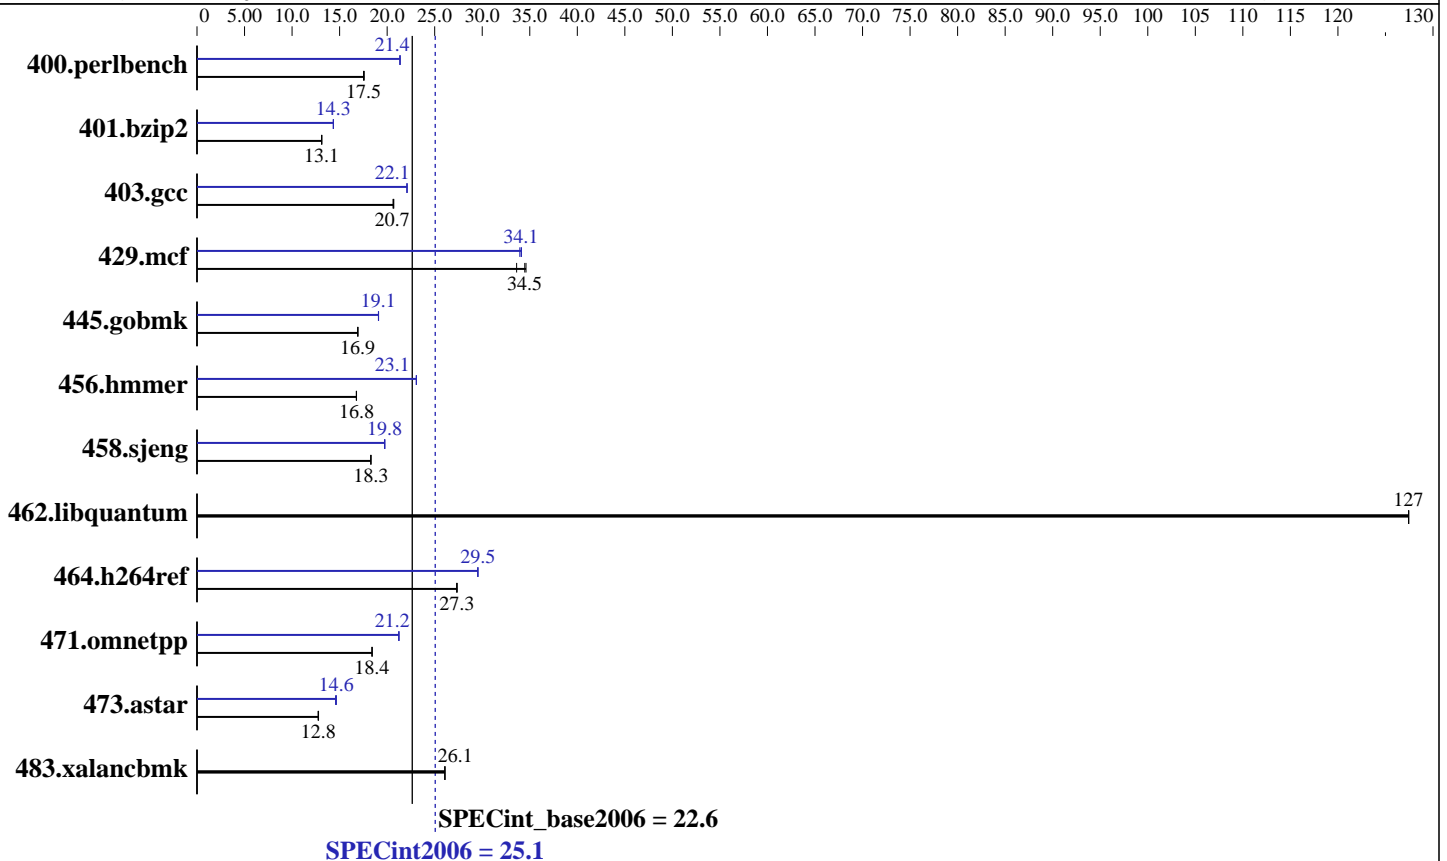 0 5.00 10.0 15.0 20.0 25.0 30.0 35.0 40.0 45.0 50.0 55.0 60.0 65.0 70.0 75.0 80.0 85.0 90.0 95.0 100 105 110 115 120 130
21.4
400.perlbench
17.5
14.3
401.bzip2
13.1
22.1
403.gcc
20.7
34.1
429.mcf
34.5
19.1
445.gobmk
16.9
23.1
456.hmmer
16.8
19.8
458.sjeng
18.3
127
462.libquantum
29.5
464.h264ref
27.3
21.2
471.omnetpp
18.4
14.6
473.astar
12.8
26.1
483.xalancbmk
SPECint_base2006 = 22.6
SPECint2006 = 25.1